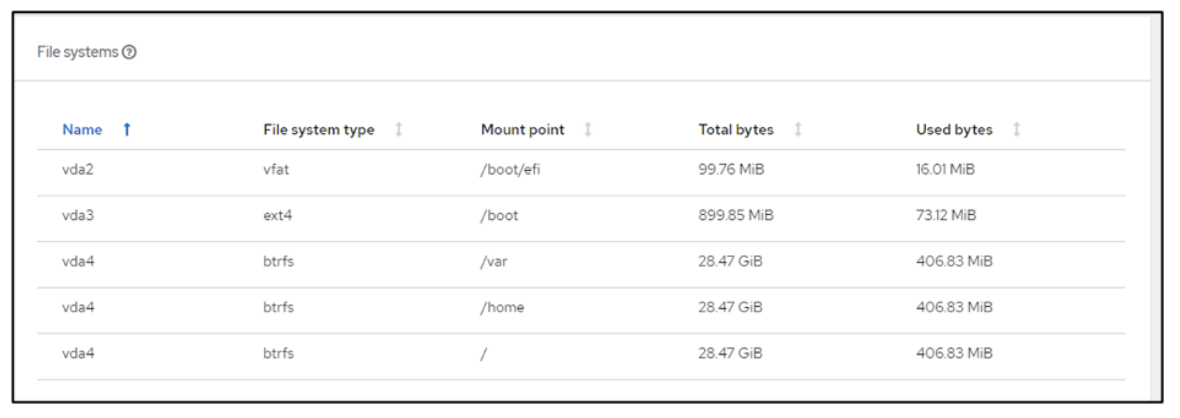 File systems
Name File system type Mount point Total bytes Used bytes
vda2 vfat /boot/efi 99.76 MiB 16.01 MiB
vda3 ext4 /boot 899.85 MiB 73.12 MiB
vda4 btrfs /var 28.47 GiB 406.83 MiB
vda4 btrfs /home 28.47 GiB 406.83 MiB
vda4 btrfs / 28.47 GiB 406.83 MiB